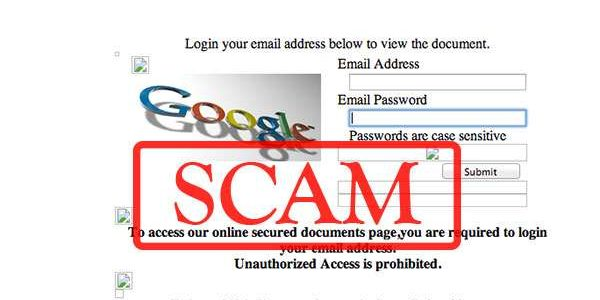 Login your email address below to view the document.
Email Address
Google
Email Password
Passwords are case sensitive
Submit
SCAM
To access our online secured documents page,you are required to login
your email address.
Unauthorized Access is prohibited.